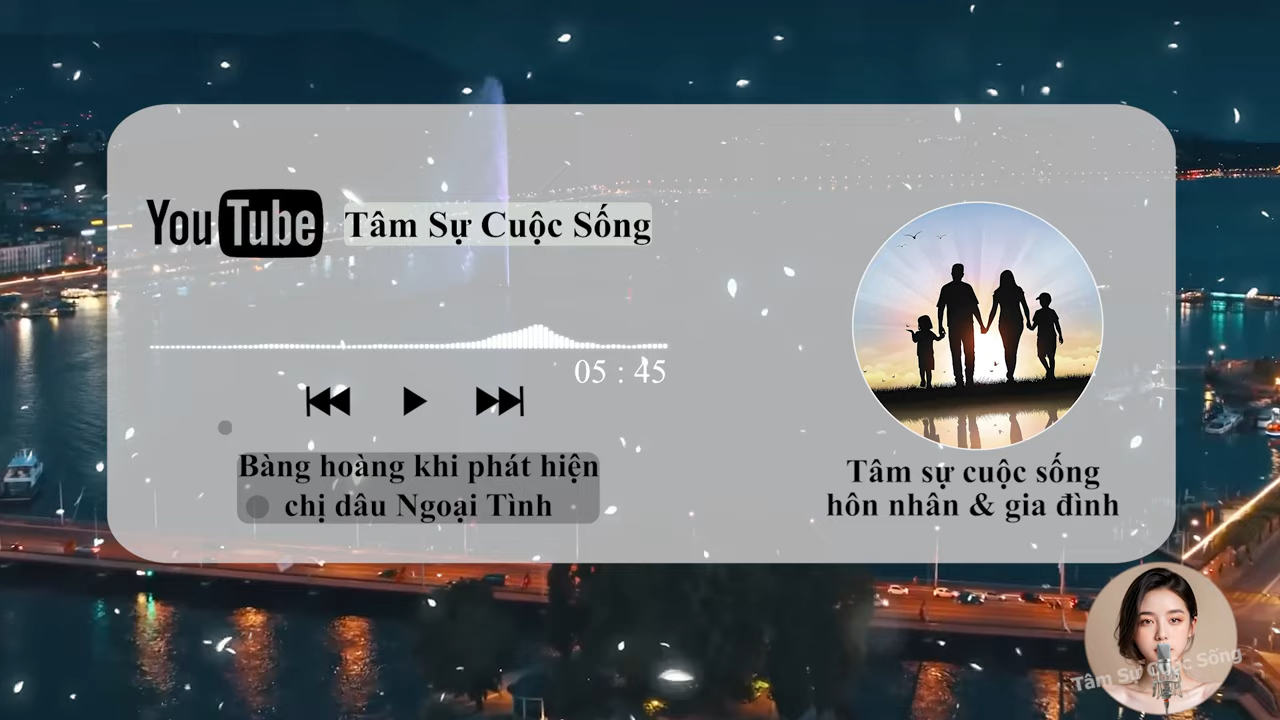 YouTube Tâm Sự Cuộc Sống
05 : 45
Bàng hoàng khi phát hiện
chị dâu Ngoại Tình
Tâm sự cuộc sống
hôn nhân & gia đình
Tâm Sự Cuộc Sống